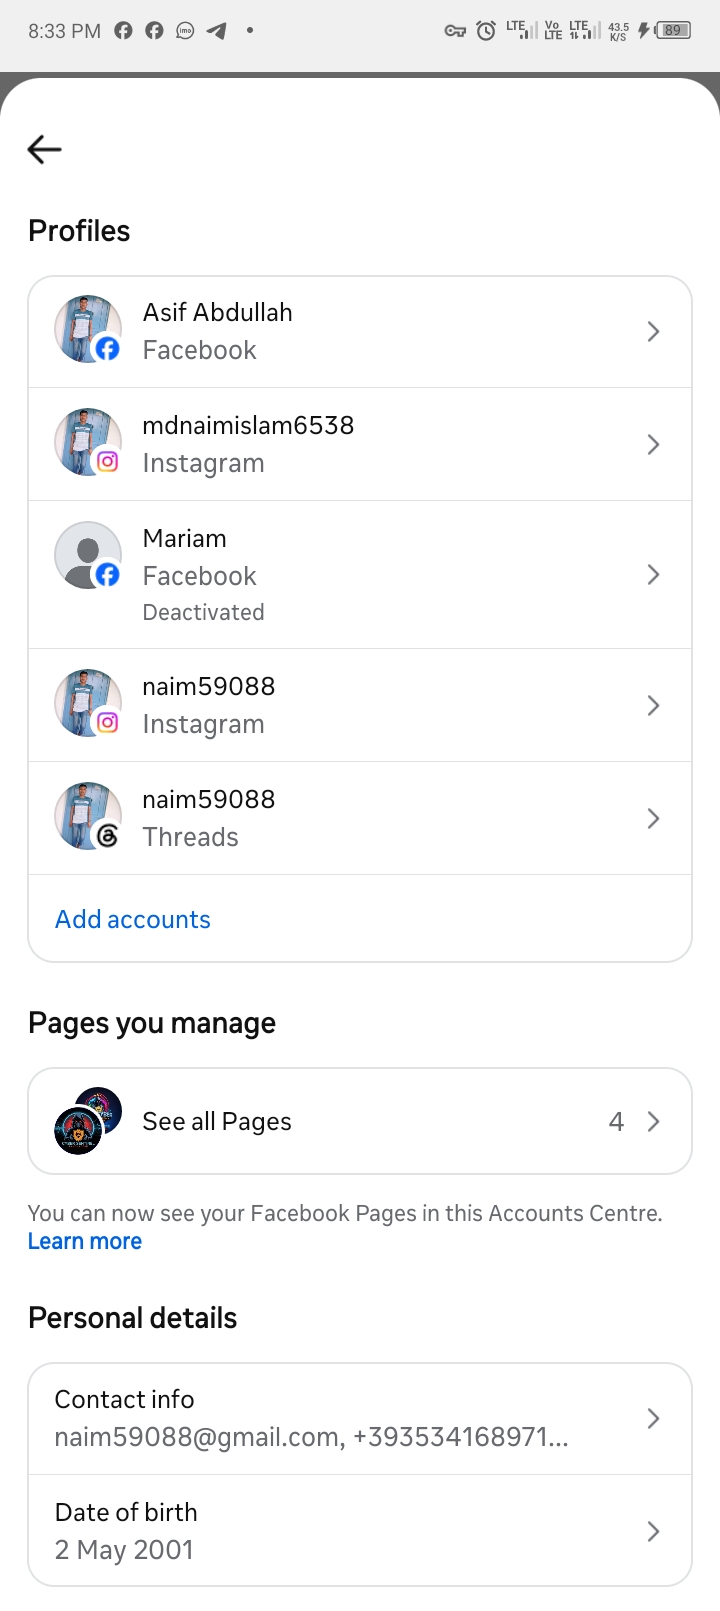 8:33 PM
imo
LTE
Vo
LTE
LTE
43.5
K/S
89
Profiles
Asif Abdullah
Facebook
mdnaimislam6538
Instagram
Mariam
Facebook
Deactivated
naim59088
Instagram
naim59088
Threads
Add accounts
Pages you manage
See all Pages
4
You can now see your Facebook Pages in this Accounts Centre.
Learn more
Personal details
Contact info
naim59088@gmail.com, +393534168971...
Date of birth
2 May 2001